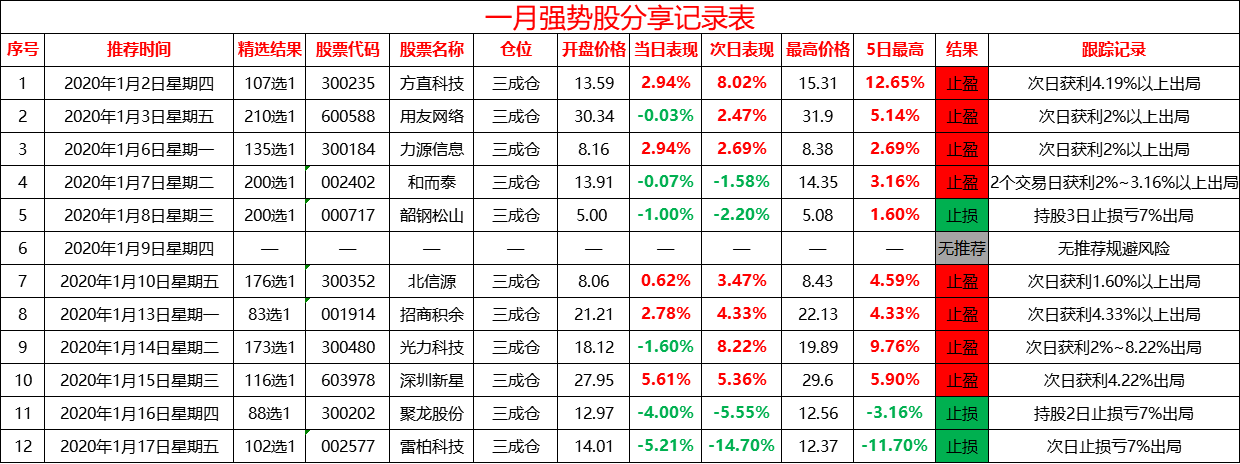 一月强势股分享记录表
序号 推荐时间 精选结果 股票代码 股票名称 仓位 开盘价格 当日表现 次日表现 最高价格 5日最高 结果 跟踪记录
1 2020年1月2日星期四 107选1 300235 方直科技 三成仓 13.59 2.94% 8.02% 15.31 12.65% 止盈 次日获利4.19%以上出局
2 2020年1月3日星期五 210选1 600588 用友网络 三成仓 30.34 -0.03% 2.47% 31.9 5.14% 止盈 次日获利2%以上出局
3 2020年1月6日星期一 135选1 300184 力源信息 三成仓 8.16 2.94% 2.69% 8.38 2.69% 止盈 次日获利2%以上出局
4 2020年1月7日星期二 200选1 002402 和而泰 三成仓 13.91 -0.07% -1.58% 14.35 3.16% 止盈 2个交易日获利2%~3.16%以上出局
5 2020年1月8日星期三 200选1 000717 韶钢松山 三成仓 5.00 -1.00% -2.20% 5.08 1.60% 止损 持股3日止损亏7%出局
6 2020年1月9日星期四 — — — — — — — — — 无推荐 无推荐规避风险
7 2020年1月10日星期五 176选1 300352 北信源 三成仓 8.06 0.62% 3.47% 8.43 4.59% 止盈 次日获利1.60%以上出局
8 2020年1月13日星期一 83选1 001914 招商积余 三成仓 21.21 2.78% 4.33% 22.13 4.33% 止盈 次日获利4.33%以上出局
9 2020年1月14日星期二 173选1 300480 光力科技 三成仓 18.12 -1.60% 8.22% 19.89 9.76% 止盈 次日获利2%~8.22%出局
10 2020年1月15日星期三 116选1 603978 深圳新星 三成仓 27.95 5.61% 5.36% 29.6 5.90% 止盈 次日获利4.22%出局
11 2020年1月16日星期四 88选1 300202 聚龙股份 三成仓 12.97 -4.00% -5.55% 12.56 -3.16% 止损 持股2日止损亏7%出局
12 2020年1月17日星期五 102选1 002577 雷柏科技 三成仓 14.01 -5.21% -14.70% 12.37 -11.70% 止损 次日止损亏7%出局